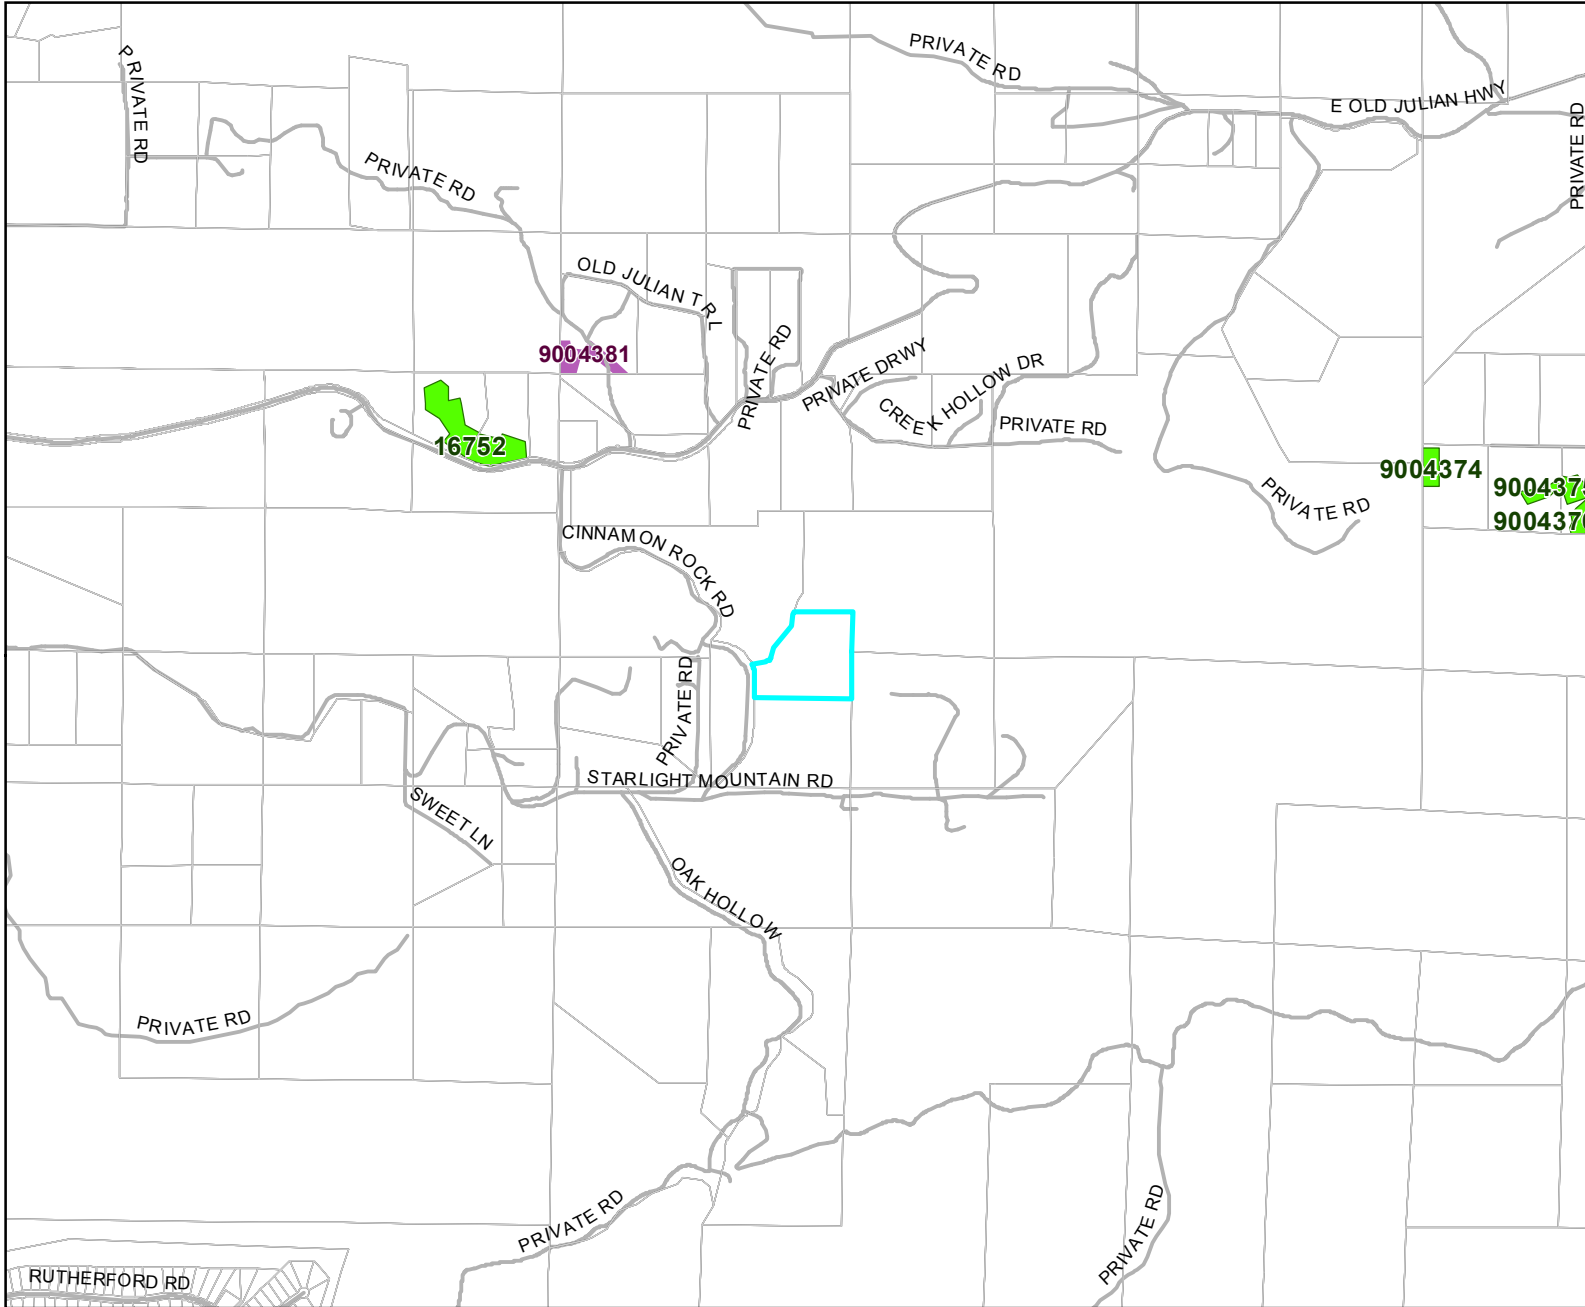 PRIVATE RD
PRIVATE RD
E OLD JULIAN HWY
PRIVATE RD
PRIVATE RD
OLD JULIAN TRL
9004381
PRIVATE RD
PRIVATE DRWY
CREEK HOLLOW DR
PRIVATE RD
16752
9004374
9004375
9004376
PRIVATE RD
CINNAMON ROCK RD
PRIVATE RD
STARLIGHT MOUNTAIN RD
SWEET LN
OAK HOLLOW
PRIVATE RD
PRIVATE RD
PRIVATE RD
RUTHERFORD RD